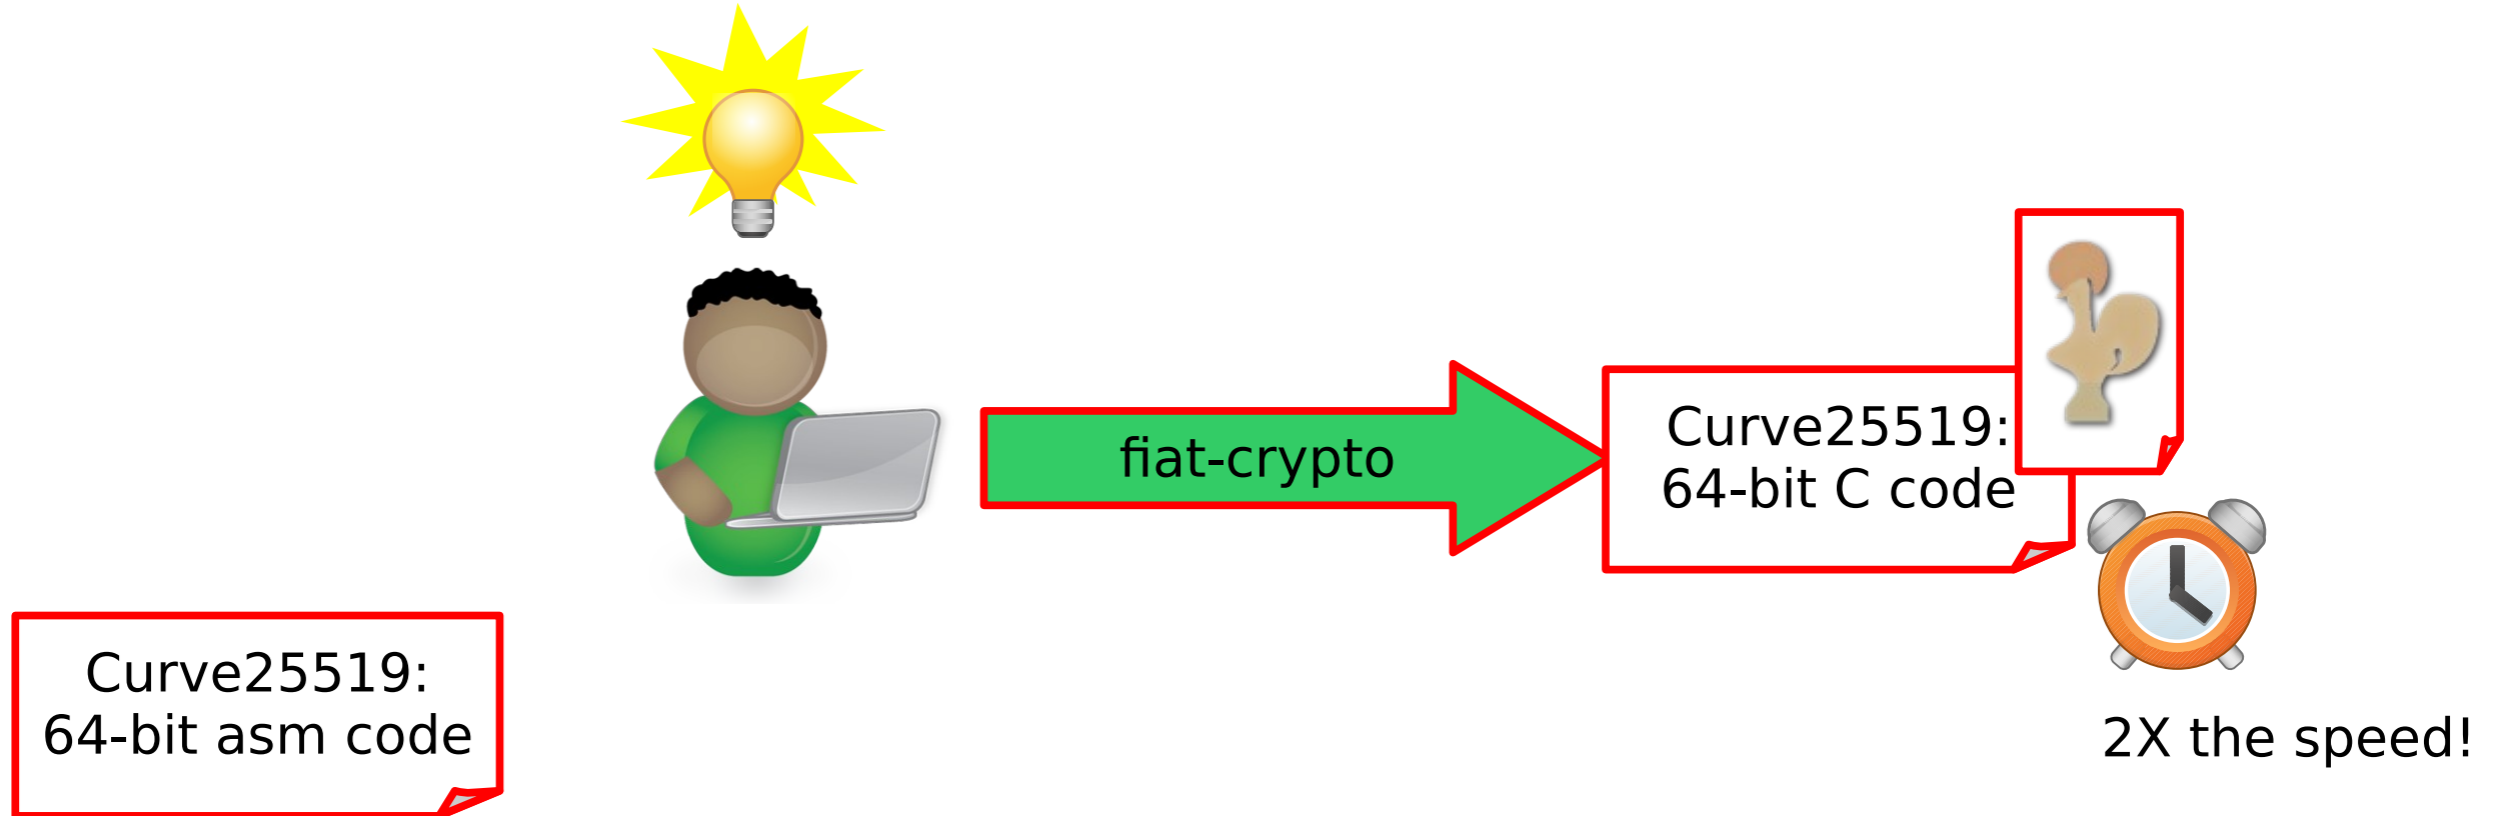 fiat-crypto
Curve25519:
64-bit C code
Curve25519:
64-bit asm code
2X the speed!